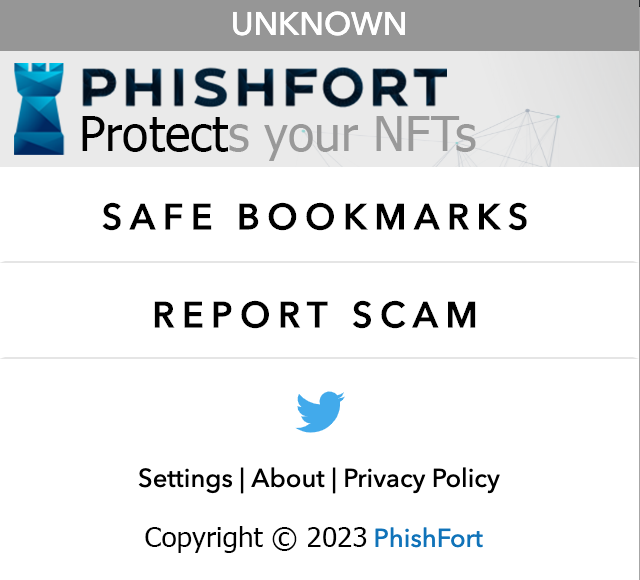 UNKNOWN
PHISHFORT
Protects your NFTs
SAFE BOOKMARKS
REPORT SCAM
Settings | About | Privacy Policy
Copyright © 2023 PhishFort